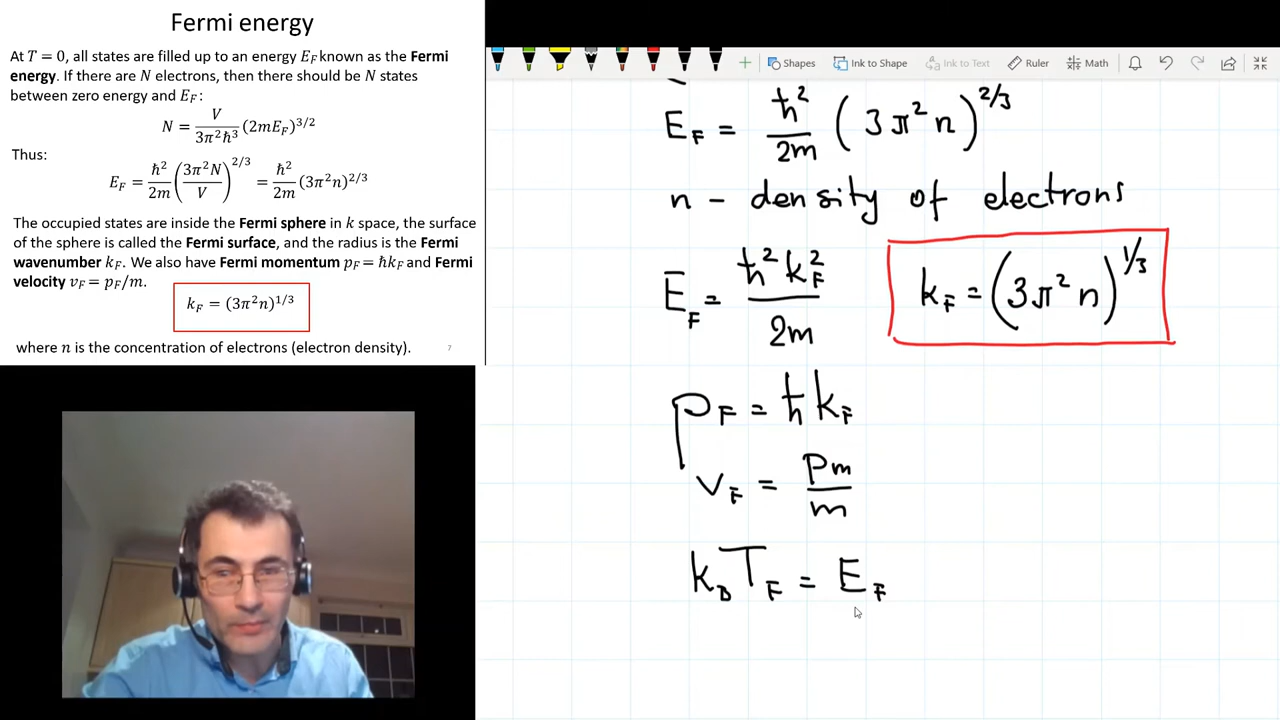 Fermi energy
At T = 0, all states are filled up to an energy E_F known as the Fermi
energy. If there are N electrons, then there should be N states
between zero energy and E_F:
N = V/(3π²ħ³) (2mE_F)^{3/2}
Thus:
E_F = ħ²/2m (3π²N/V)^{2/3} = ħ²/2m (3π²n)^{2/3}
The occupied states are inside the Fermi sphere in k space, the surface
of the sphere is called the Fermi surface, and the radius is the Fermi
wavenumber k_F. We also have Fermi momentum p_F = ħk_F and Fermi
velocity v_F = p_F/m.
k_F = (3π²n)^{1/3}
where n is the concentration of electrons (electron density).
7
Shapes Ink to Shape Ink to Text Ruler Math
E_F = ħ²/2m (3π²n)^{2/3}
n - density of electrons
E_F = ħ²k_F²/2m
k_F = (3π²n)^{1/3}
p_F = ħk_F
v_F = pm/m
k_B T_F = E_F